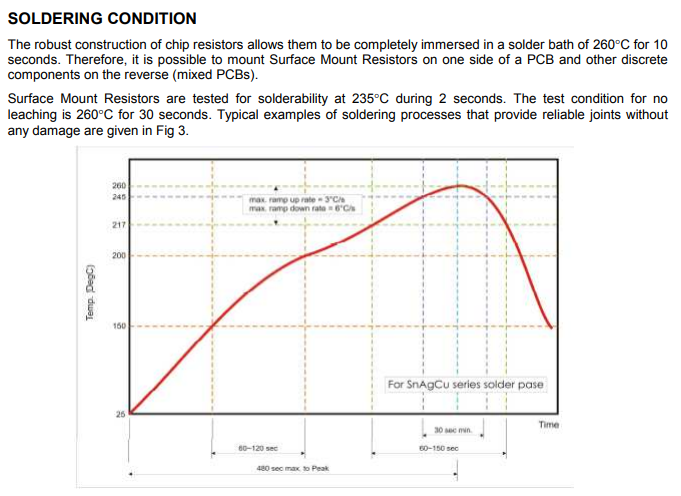 SOLDERING CONDITION
The robust construction of chip resistors allows them to be completely immersed in a solder bath of 260°C for 10
seconds. Therefore, it is possible to mount Surface Mount Resistors on one side of a PCB and other discrete
components on the reverse (mixed PCBs).
Surface Mount Resistors are tested for solderability at 235°C during 2 seconds. The test condition for no
leaching is 260°C for 30 seconds. Typical examples of soldering processes that provide reliable joints without
any damage are given in Fig 3.
260
245
max. ramp up rate = 3°C/s
max. ramp down rate = 6°C/s
217
200
Temp. (DegC)
150
For SnAgCu series solder pase
25
Time
30 sec min.
60~120 sec
60~150 sec
480 sec max. to Peak